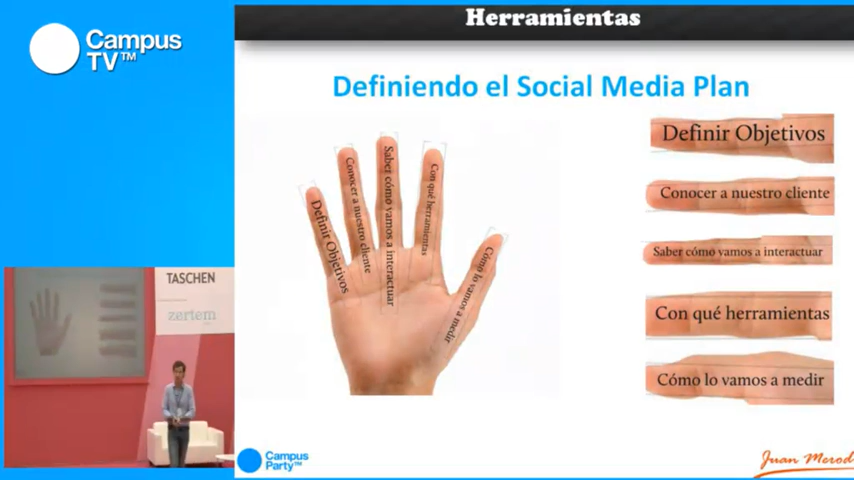 Campus
TV™
Herramientas
Definiendo el Social Media Plan
Definir Objetivos
Conocer a nuestro cliente
Saber cómo vamos a interactuar
Con qué herramientas
Cómo lo vamos a medir
Definir Objetivos
Conocer a nuestro cliente
Saber cómo vamos a interactuar
Con qué herramientas
Cómo lo vamos a medir
TASCHEN
zertem
Campus
Party™
Juan Merod